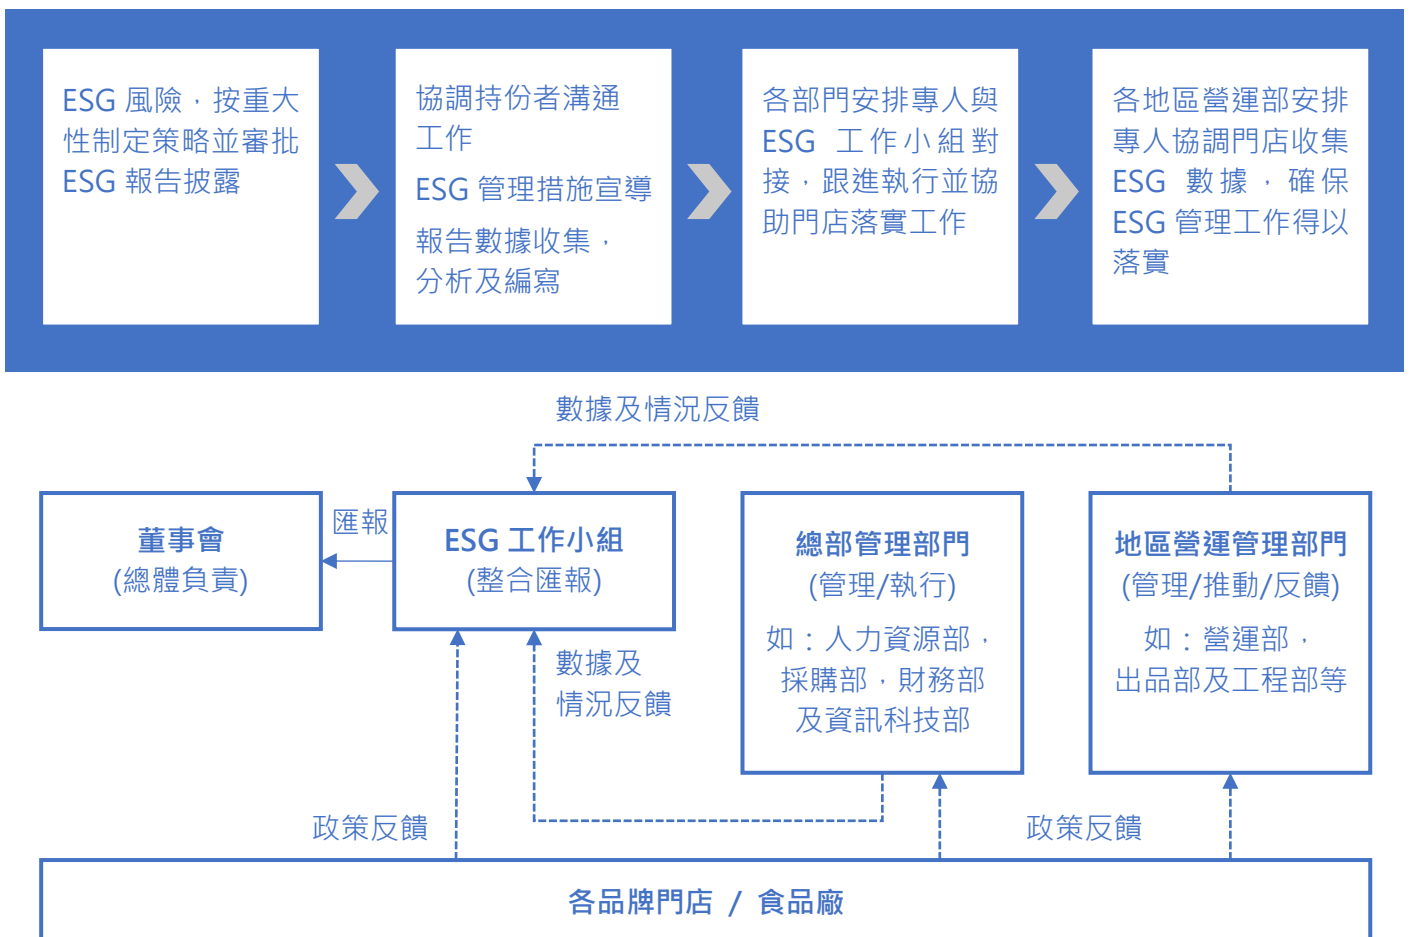 ESG 風險，按重大
性制定策略並審批
ESG 報告披露
協調持份者溝通
工作
ESG 管理措施宣導
報告數據收集，
分析及編寫
各部門安排專人與
ESG 工作小組對
接，跟進執行並協
助門店落實工作
各地區營運部安排
專人協調門店收集
ESG 數據，確保
ESG 管理工作得以
落實
數據及情況反饋
董事會
(總體負責)
匯報
ESG 工作小組
(整合匯報)
總部管理部門
(管理/執行)
如：人力資源部，
採購部，財務部
及資訊科技部
地區營運管理部門
(管理/推動/反饋)
如：營運部，
出品部及工程部等
數據及
情況反饋
政策反饋
政策反饋
各品牌門店 / 食品廠